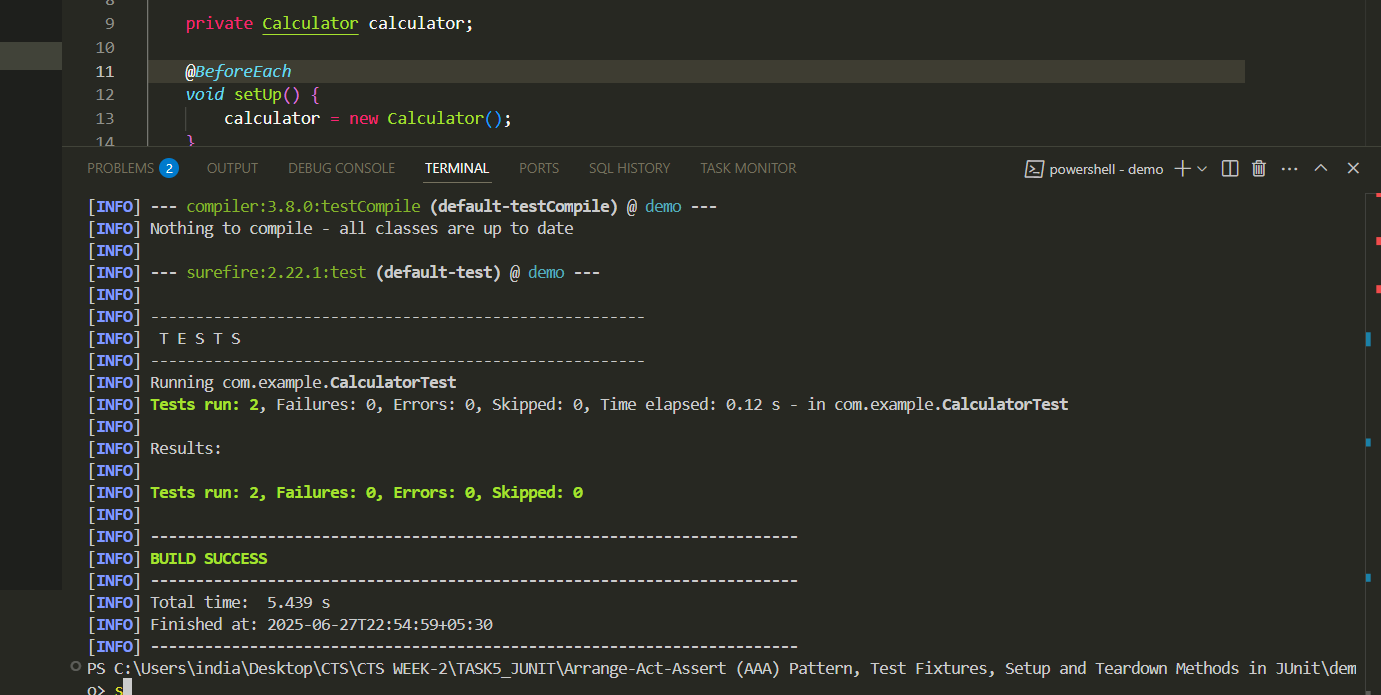 8
9 private Calculator calculator;
10
11 @BeforeEach
12 void setUp() {
13 calculator = new Calculator();
14 }
PROBLEMS 2 OUTPUT DEBUG CONSOLE TERMINAL PORTS SQL HISTORY TASK MONITOR powershell - demo
[INFO] --- compiler:3.8.0:testCompile (default-testCompile) @ demo ---
[INFO] Nothing to compile - all classes are up to date
[INFO]
[INFO] --- surefire:2.22.1:test (default-test) @ demo ---
[INFO]
[INFO] -------------------------------------------------------
[INFO]  T E S T S
[INFO] -------------------------------------------------------
[INFO] Running com.example.CalculatorTest
[INFO] Tests run: 2, Failures: 0, Errors: 0, Skipped: 0, Time elapsed: 0.12 s - in com.example.CalculatorTest
[INFO]
[INFO] Results:
[INFO]
[INFO] Tests run: 2, Failures: 0, Errors: 0, Skipped: 0
[INFO]
[INFO] ------------------------------------------------------------------------
[INFO] BUILD SUCCESS
[INFO] ------------------------------------------------------------------------
[INFO] Total time:  5.439 s
[INFO] Finished at: 2025-06-27T22:54:59+05:30
[INFO] ------------------------------------------------------------------------
PS C:\Users\india\Desktop\CTS\CTS WEEK-2\TASK5_JUNIT\Arrange-Act-Assert (AAA) Pattern, Test Fixtures, Setup and Teardown Methods in JUnit\dem
o> s